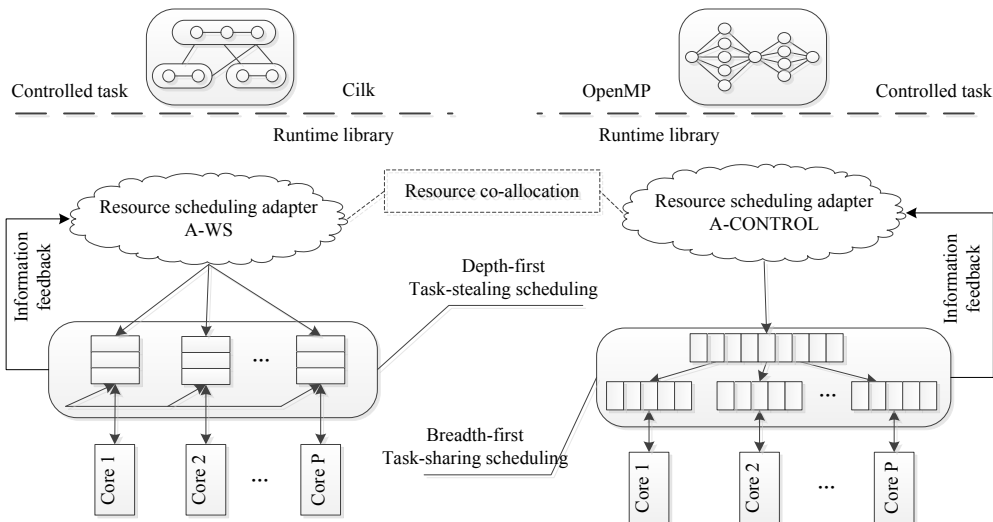 Controlled task
Cilk
OpenMP
Controlled task
Runtime library
Runtime library
Resource scheduling adapter
A-WS
Resource co-allocation
Resource scheduling adapter
A-CONTROL
Information
feedback
Depth-first
Task-stealing scheduling
Information
feedback
...
...
Breadth-first
Task-sharing scheduling
Core 1
Core 2
...
Core P
Core 1
Core 2
...
Core P